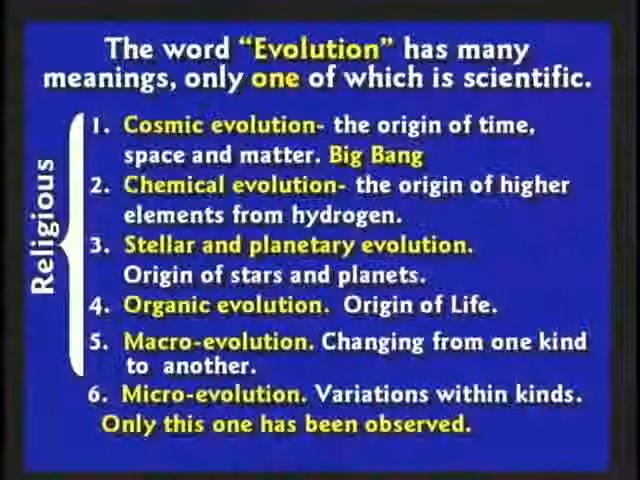 The word “Evolution” has many
meanings, only one of which is scientific.
Religious
1. Cosmic evolution- the origin of time,
space and matter. Big Bang
2. Chemical evolution- the origin of higher
elements from hydrogen.
3. Stellar and planetary evolution.
Origin of stars and planets.
4. Organic evolution. Origin of Life.
5. Macro-evolution. Changing from one kind
to another.
6. Micro-evolution. Variations within kinds.
Only this one has been observed.